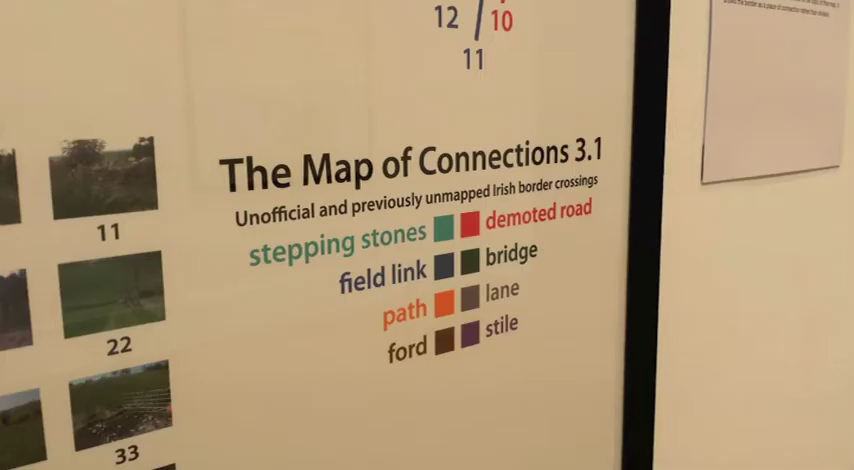 12 / 10
11
The Map of Connections 3.1
Unofficial and previously unmapped Irish border crossings
stepping stones demoted road
field link bridge
path lane
ford stile
11
22
33